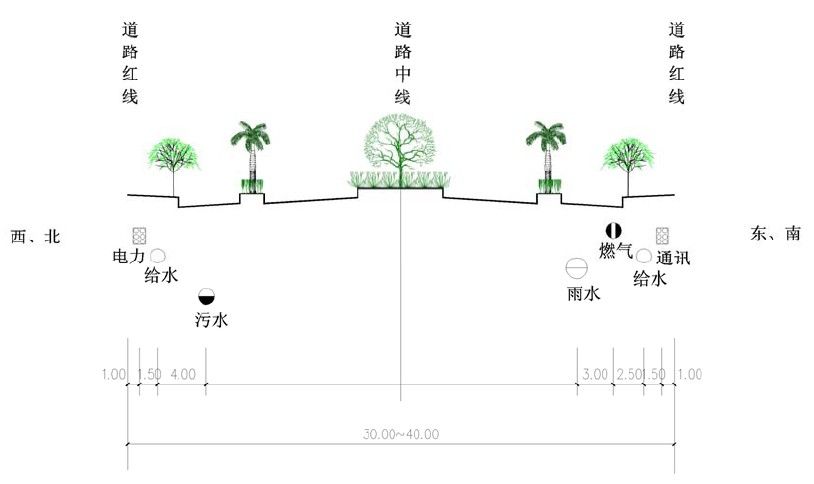 道路红线
道路中线
道路红线
西、北
东、南
电力
给水
污水
燃气
通讯
给水
雨水
1.00
1.50
4.00
3.00
2.50
1.50
1.00
30.00~40.00